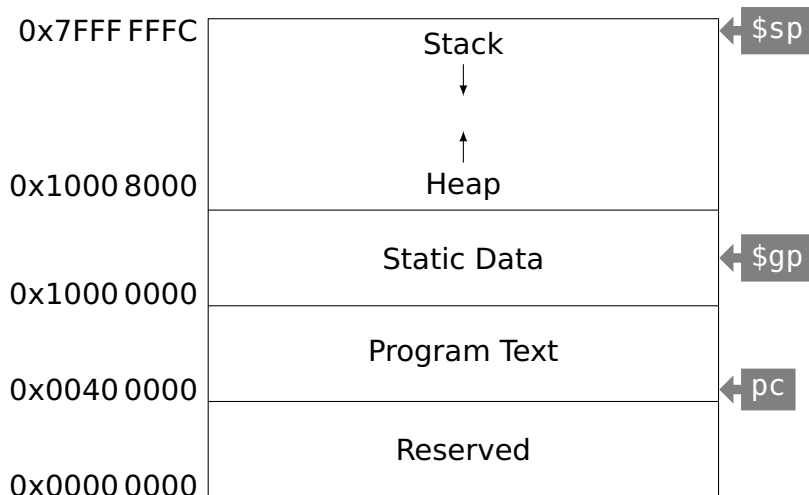 0x7FFF FFFC
$sp
Stack
0x1000 8000
Heap
Static Data
$gp
0x1000 0000
Program Text
0x0040 0000
pc
Reserved
0x0000 0000